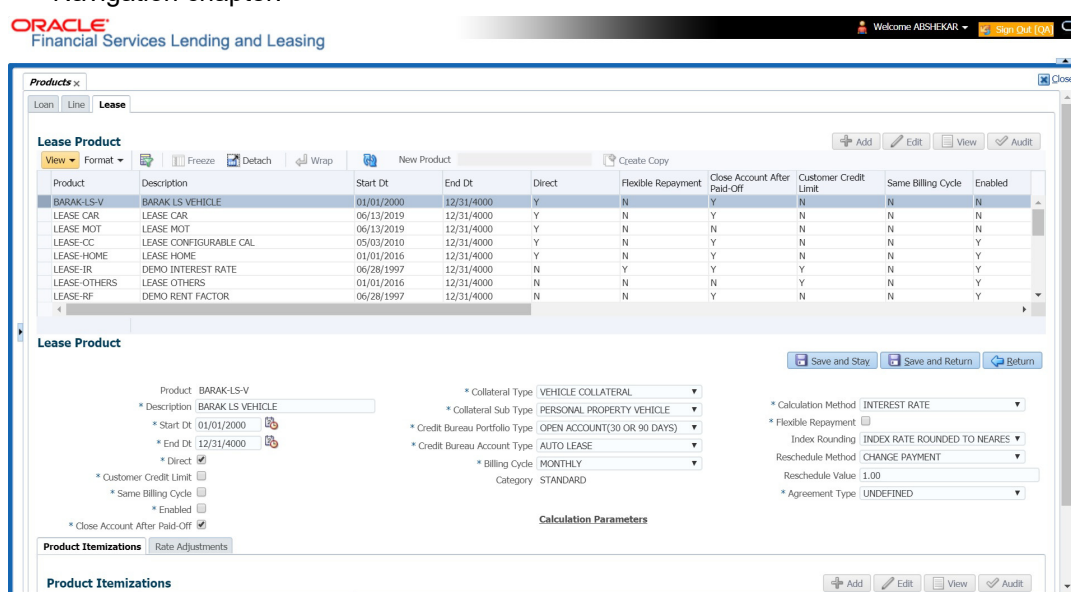 Navigation chapter.
ORACLE®
Financial Services Lending and Leasing
Welcome ABSHEKAR
Sign Out [QA]
Products x
Close
Loan Line Lease
Lease Product
Add Edit View Audit
View Format Freeze Detach Wrap New Product Create Copy
Product Description Start Dt End Dt Direct Flexible Repayment Close Account After Paid-Off Customer Credit Limit Same Billing Cycle Enabled
BARAK-LS-V BARAK LS VEHICLE 01/01/2000 12/31/4000 Y N Y N N N
LEASE CAR LEASE CAR 06/13/2019 12/31/4000 Y N Y N N N
LEASE MOT LEASE MOT 06/13/2019 12/31/4000 Y N N N N N
LEASE-CC LEASE CONFIGURABLE CAL 05/03/2010 12/31/4000 Y N Y N N Y
LEASE-HOME LEASE HOME 01/01/2016 12/31/4000 Y N Y N N Y
LEASE-IR DEMO INTEREST RATE 06/28/1997 12/31/4000 N Y Y Y N Y
LEASE-OTHERS LEASE OTHERS 01/01/2016 12/31/4000 N N N Y N Y
LEASE-RF DEMO RENT FACTOR 06/28/1997 12/31/4000 N N Y N N Y
Lease Product
Save and Stay Save and Return Return
Product BARAK-LS-V
* Description BARAK LS VEHICLE
* Start Dt 01/01/2000
* End Dt 12/31/4000
* Direct
* Customer Credit Limit
* Same Billing Cycle
* Enabled
* Close Account After Paid-Off
* Collateral Type VEHICLE COLLATERAL
* Collateral Sub Type PERSONAL PROPERTY VEHICLE
* Credit Bureau Portfolio Type OPEN ACCOUNT(30 OR 90 DAYS)
* Credit Bureau Account Type AUTO LEASE
* Billing Cycle MONTHLY
Category STANDARD
Calculation Parameters
* Calculation Method INTEREST RATE
* Flexible Repayment
Index Rounding INDEX RATE ROUNDED TO NEARES
Reschedule Method CHANGE PAYMENT
Reschedule Value 1.00
* Agreement Type UNDEFINED
Product Itemizations Rate Adjustments
Product Itemizations
Add Edit View Audit